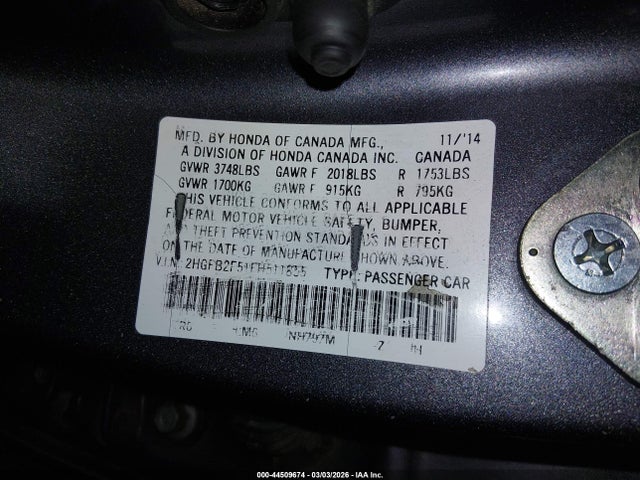 MFD. BY HONDA OF CANADA MFG., 11/'14
A DIVISION OF HONDA CANADA INC. CANADA
GVWR 3748LBS GAWR F 2018LBS R 1753LBS
GVWR 1700KG GAWR F 915KG R 795KG
THIS VEHICLE CONFORMS TO ALL APPLICABLE
FEDERAL MOTOR VEHICLE SAFETY, BUMPER,
AND THEFT PREVENTION STANDARDS IN EFFECT
ON THE DATE OF MANUFACTURE SHOWN ABOVE.
V.I.N. TYPE: PASSENGER CAR
NH797M
000-44509674 - 03/03/2026 - IAA Inc.